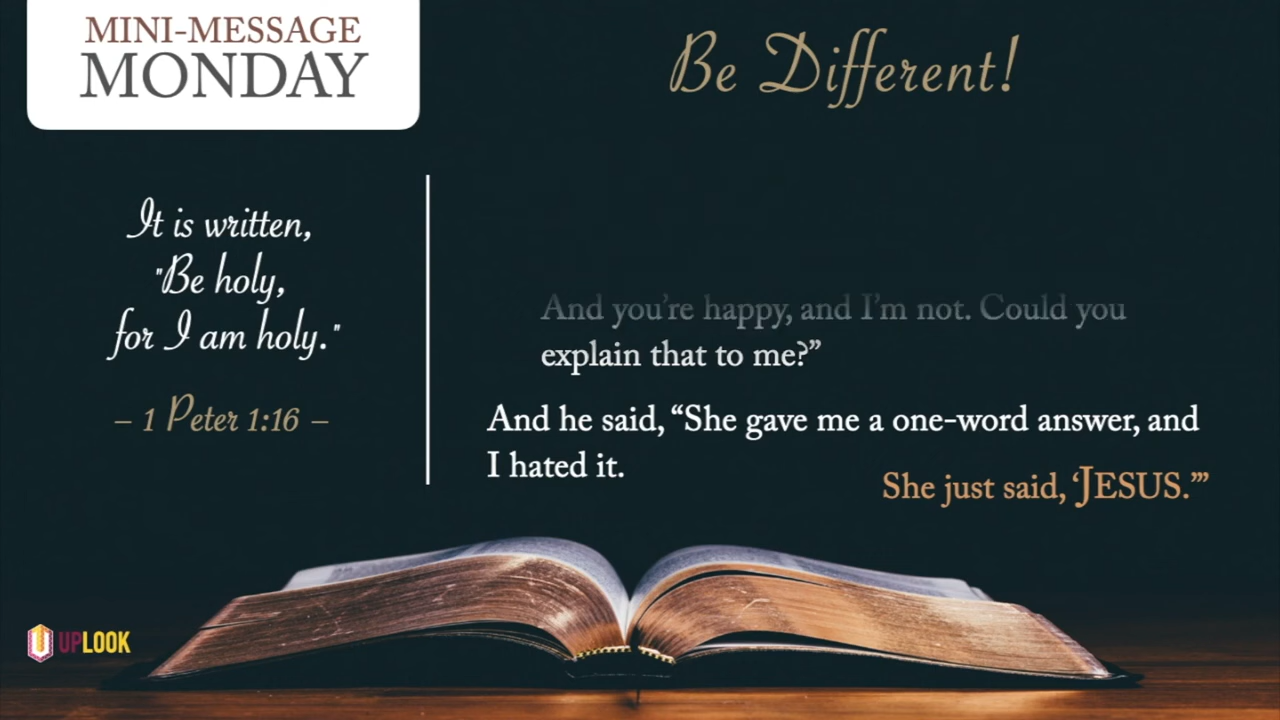 MINI-MESSAGE
MONDAY
Be Different!
It is written,
"Be holy,
for I am holy."
– 1 Peter 1:16 –
And you’re happy, and I’m not. Could you
explain that to me?”
And he said, “She gave me a one-word answer, and
I hated it.
She just said, ‘JESUS.’”
UPLOOK